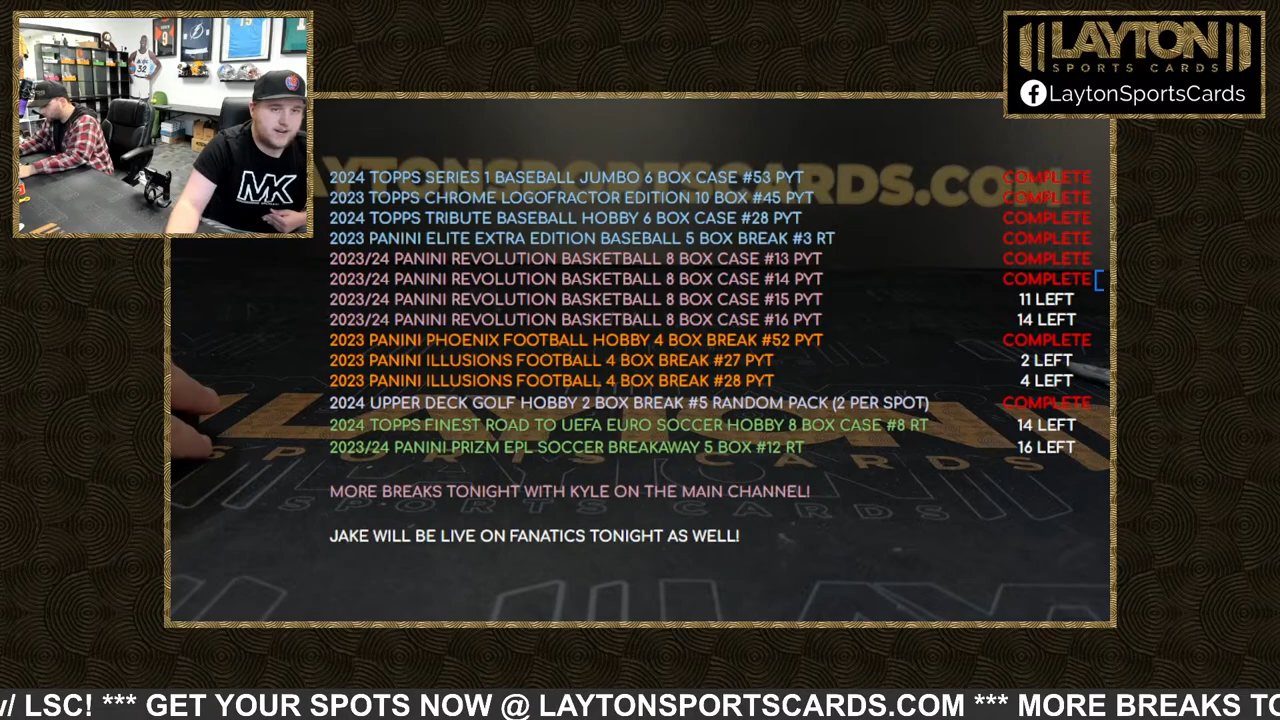 LAYTON
SPORTS CARDS
LaytonSportsCards
MK
9
32
LAYTONSPORTSCARDS.CO
2024 TOPPS SERIES 1 BASEBALL JUMBO 6 BOX CASE #53 PYT COMPLETE
2023 TOPPS CHROME LOGOFRACTOR EDITION 10 BOX #45 PYT COMPLETE
2024 TOPPS TRIBUTE BASEBALL HOBBY 6 BOX CASE #28 PYT COMPLETE
2023 PANINI ELITE EXTRA EDITION BASEBALL 5 BOX BREAK #3 RT COMPLETE
2023/24 PANINI REVOLUTION BASKETBALL 8 BOX CASE #13 PYT COMPLETE
2023/24 PANINI REVOLUTION BASKETBALL 8 BOX CASE #14 PYT COMPLETE
2023/24 PANINI REVOLUTION BASKETBALL 8 BOX CASE #15 PYT 11 LEFT
2023/24 PANINI REVOLUTION BASKETBALL 8 BOX CASE #16 PYT 14 LEFT
2023 PANINI PHOENIX FOOTBALL HOBBY 4 BOX BREAK #52 PYT COMPLETE
2023 PANINI ILLUSIONS FOOTBALL 4 BOX BREAK #27 PYT 2 LEFT
2023 PANINI ILLUSIONS FOOTBALL 4 BOX BREAK #28 PYT 4 LEFT
2024 UPPER DECK GOLF HOBBY 2 BOX BREAK #5 RANDOM PACK (2 PER SPOT) COMPLETE
2024 TOPPS FINEST ROAD TO UEFA EURO SOCCER HOBBY 8 BOX CASE #8 RT 14 LEFT
2023/24 PANINI PRIZM EPL SOCCER BREAKAWAY 5 BOX #12 RT 16 LEFT
MORE BREAKS TONIGHT WITH KYLE ON THE MAIN CHANNEL!
JAKE WILL BE LIVE ON FANATICS TONIGHT AS WELL!
LAYTON
SPORTS CARDS
w/ LSC! *** GET YOUR SPOTS NOW @ LAYTONSPORTSCARDS.COM *** MORE BREAKS TO